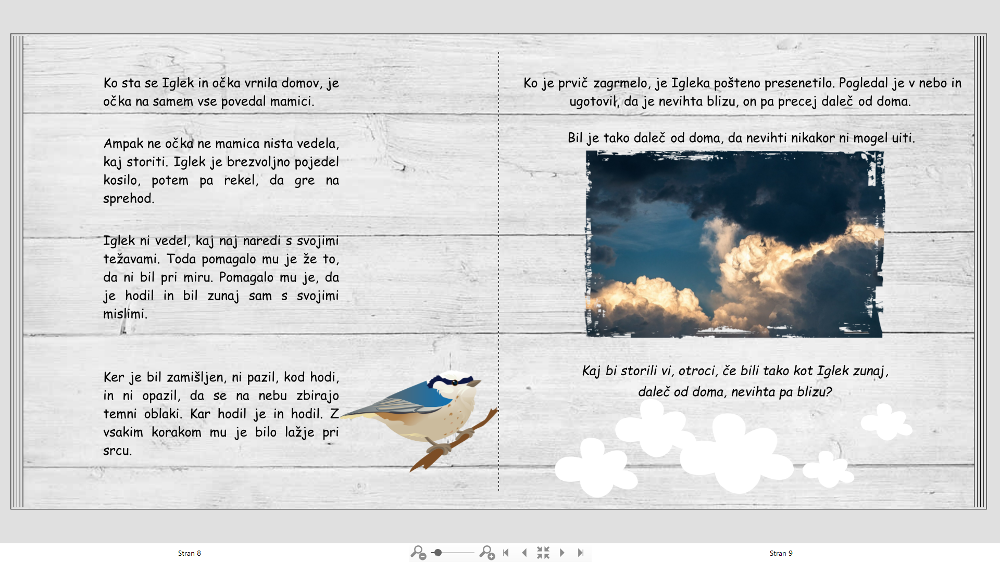 Ko sta se Iglek in očka vrnila domov, je
očka na samem vse povedal mamici.
Ampak ne očka ne mamica nista vedela,
kaj storiti. Iglek je brezvoljno pojedel
kosilo, potem pa rekel, da gre na
sprehod.
Iglek ni vedel, kaj naj naredi s svojimi
težavami. Toda pomagalo mu je že to,
da ni bil pri miru. Pomagalo mu je, da
je hodil in bil zunaj sam s svojimi
mislimi.
Ker je bil zamišljen, ni pazil, kod hodi,
in ni opazil, da se na nebu zbirajo
temni oblaki. Kar hodil je in hodil. Z
vsakim korakom mu je bilo lažje pri
srcu.
Ko je prvič zagrmelo, je Igleka pošteno presenetilo. Pogledal je v nebo in
ugotovil, da je nevihta blizu, on pa precej daleč od doma.
Bil je tako daleč od doma, da nevihti nikakor ni mogel uiti.
Kaj bi storili vi, otroci, če bili tako kot Iglek zunaj,
daleč od doma, nevihta pa blizu?
Stran 8
Stran 9